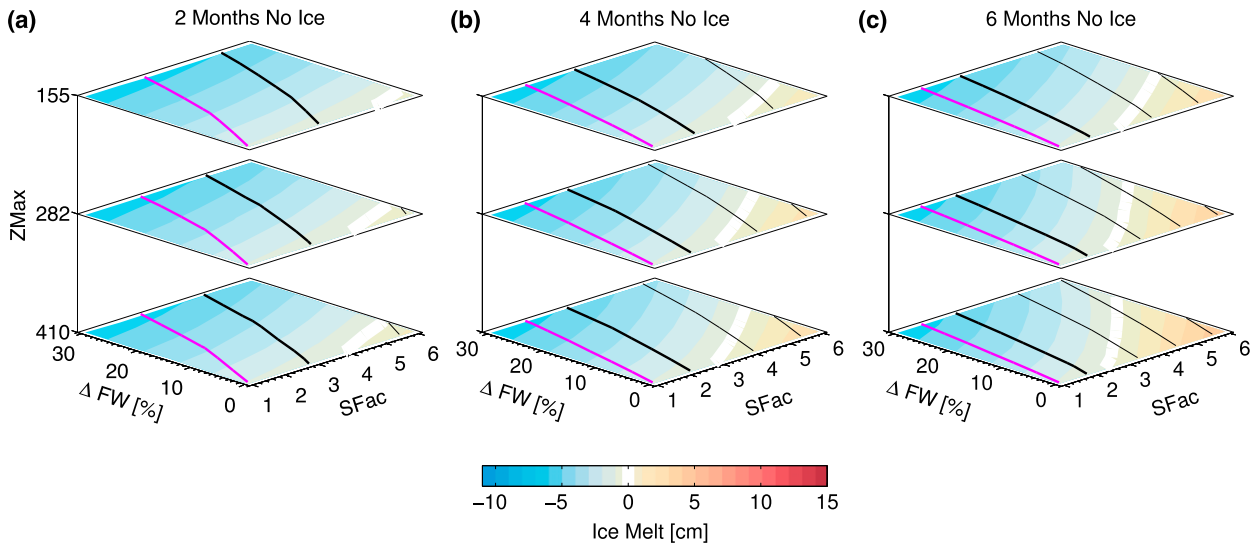 (a) 2 Months No Ice
(b) 4 Months No Ice
(c) 6 Months No Ice
155
282
410
ZMax
30
20
10
0
Δ FW [%]
1
2
3
4
5
6
SFac
30
20
10
0
Δ FW [%]
1
2
3
4
5
6
SFac
30
20
10
0
Δ FW [%]
1
2
3
4
5
6
SFac
−10 −5 0 5 10 15
Ice Melt [cm]